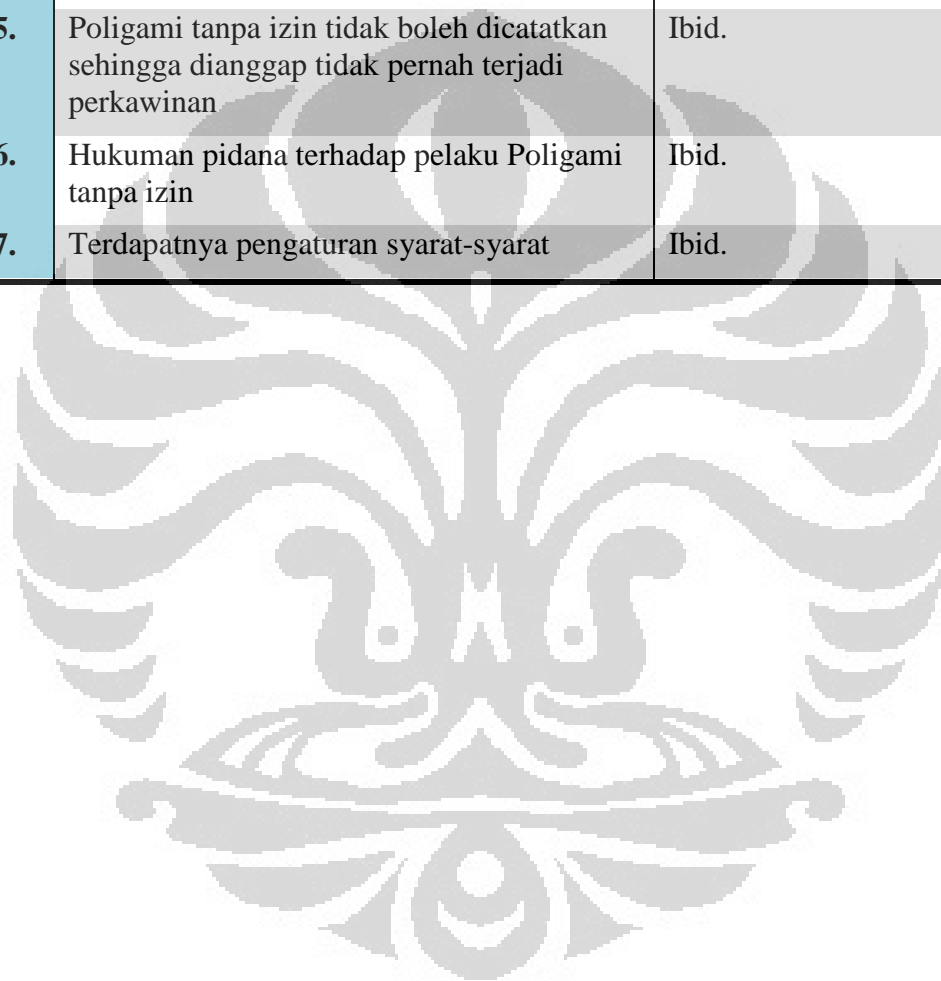 5. Poligami tanpa izin tidak boleh dicatatkan Ibid.
sehingga dianggap tidak pernah terjadi
perkawinan
6. Hukuman pidana terhadap pelaku Poligami Ibid.
tanpa izin
7. Terdapatnya pengaturan syarat-syarat Ibid.